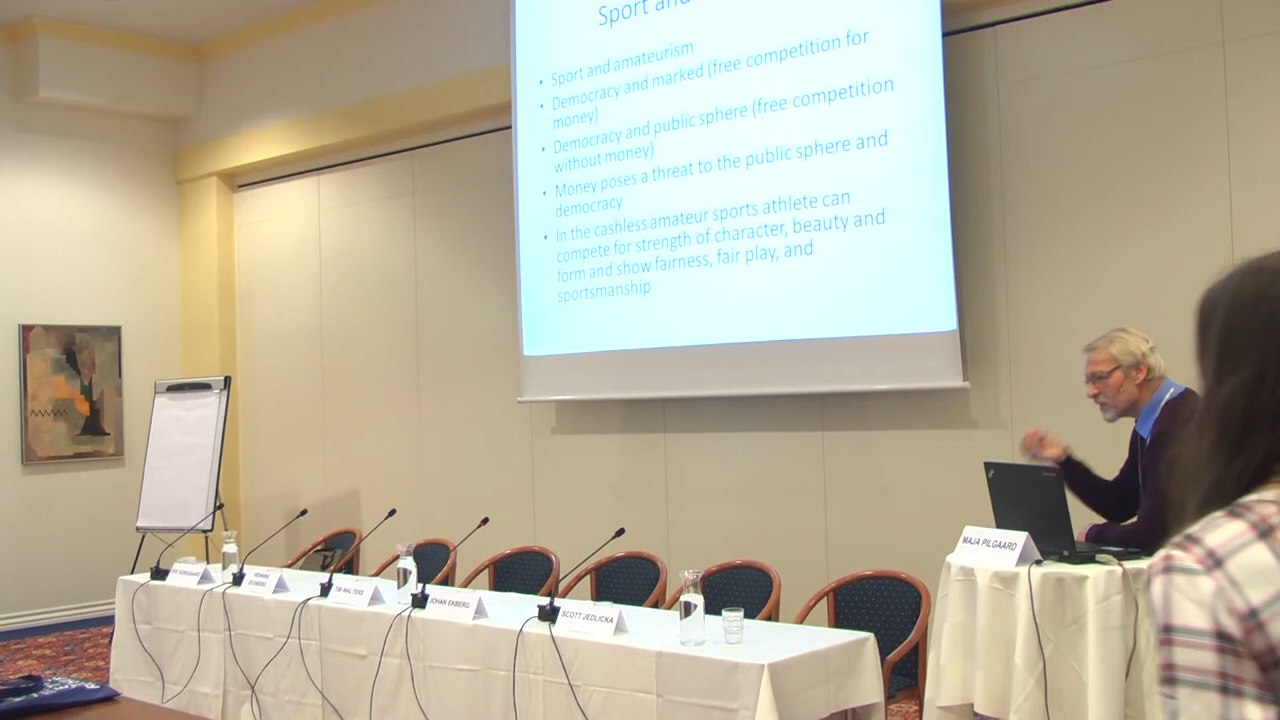 Sport and
• Sport and amateurism
• Democracy and marked (free competition for
money)
• Democracy and public sphere (free competition
without money)
• Money poses a threat to the public sphere and
democracy
• In the cashless amateur sports athlete can
compete for strength of character, beauty and
form and show fairness, fair play, and
sportsmanship
MAJA PILGAARD
HENNING
EICHBERG
TIM WALTERS
JOHAN EKBERG
SCOTT JEDLICKA